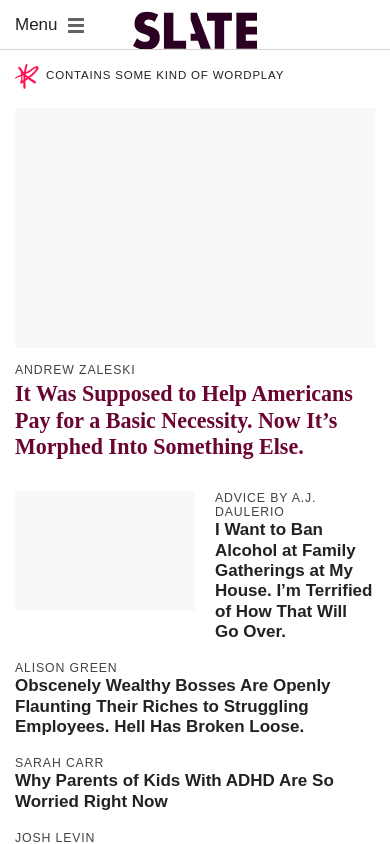 Menu
SLATE
CONTAINS SOME KIND OF WORDPLAY
ANDREW ZALESKI
It Was Supposed to Help Americans
Pay for a Basic Necessity. Now It’s
Morphed Into Something Else.
ADVICE BY A.J.
DAULERIO
I Want to Ban
Alcohol at Family
Gatherings at My
House. I’m Terrified
of How That Will
Go Over.
ALISON GREEN
Obscenely Wealthy Bosses Are Openly
Flaunting Their Riches to Struggling
Employees. Hell Has Broken Loose.
SARAH CARR
Why Parents of Kids With ADHD Are So
Worried Right Now
JOSH LEVIN